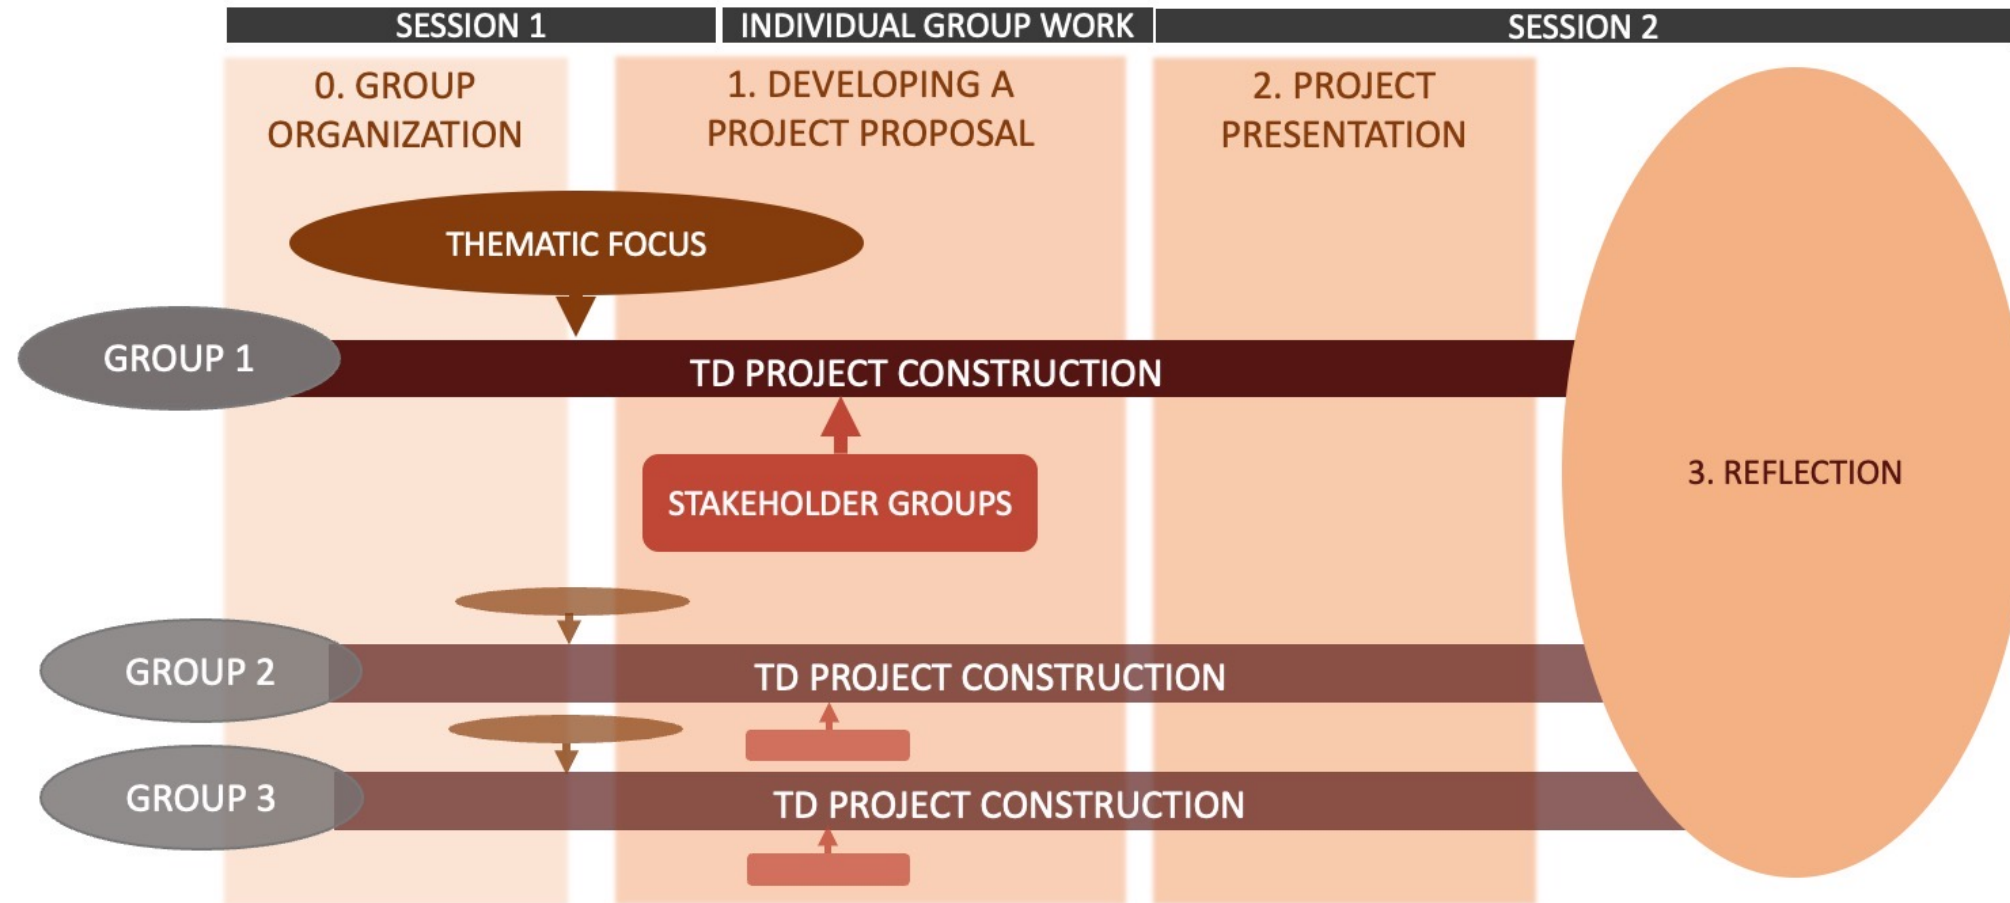 SESSION 1
INDIVIDUAL GROUP WORK
SESSION 2
0. GROUP
ORGANIZATION
1. DEVELOPING A
PROJECT PROPOSAL
2. PROJECT
PRESENTATION
THEMATIC FOCUS
GROUP 1
TD PROJECT CONSTRUCTION
STAKEHOLDER GROUPS
3. REFLECTION
GROUP 2
TD PROJECT CONSTRUCTION
GROUP 3
TD PROJECT CONSTRUCTION